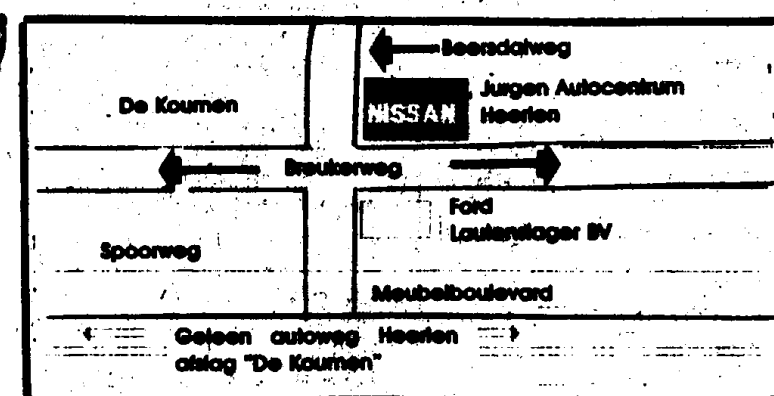 Beersdalweg
De Koumen
NISSAN
Jurgen Autocentrum
Heerlen
Breukerweg
Ford
Lautenslager BV
Spoorweg
Meubelboulevard
Geleen autoweg Heerlen
afslag "De Koumen"